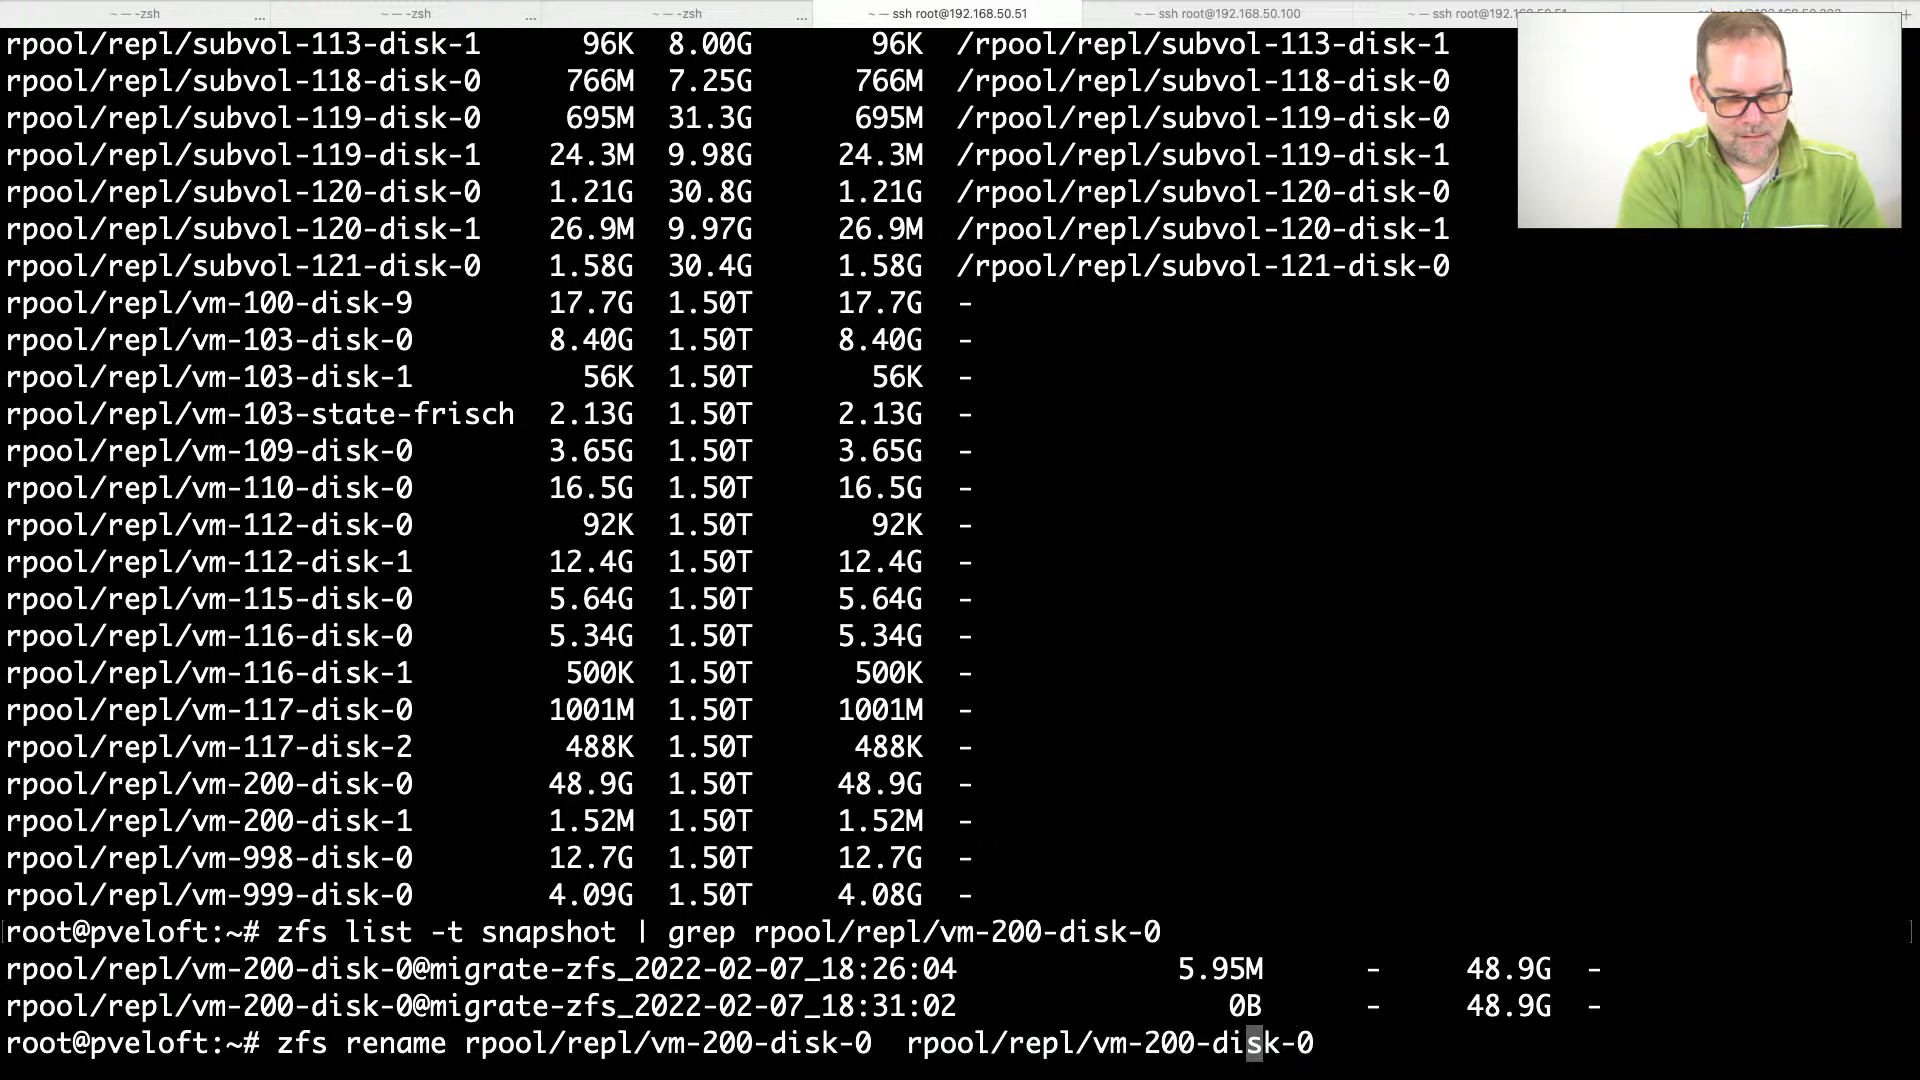 ~ — -zsh ... ~ — -zsh ... ~ — -zsh ... ~ — ssh root@192.168.50.51 ~ — ssh root@192.168.50.100 ~ — ssh root@192.168.50.51 +
rpool/repl/subvol-113-disk-1 96K 8.00G 96K /rpool/repl/subvol-113-disk-1
rpool/repl/subvol-118-disk-0 766M 7.25G 766M /rpool/repl/subvol-118-disk-0
rpool/repl/subvol-119-disk-0 695M 31.3G 695M /rpool/repl/subvol-119-disk-0
rpool/repl/subvol-119-disk-1 24.3M 9.98G 24.3M /rpool/repl/subvol-119-disk-1
rpool/repl/subvol-120-disk-0 1.21G 30.8G 1.21G /rpool/repl/subvol-120-disk-0
rpool/repl/subvol-120-disk-1 26.9M 9.97G 26.9M /rpool/repl/subvol-120-disk-1
rpool/repl/subvol-121-disk-0 1.58G 30.4G 1.58G /rpool/repl/subvol-121-disk-0
rpool/repl/vm-100-disk-9 17.7G 1.50T 17.7G -
rpool/repl/vm-103-disk-0 8.40G 1.50T 8.40G -
rpool/repl/vm-103-disk-1 56K 1.50T 56K -
rpool/repl/vm-103-state-frisch 2.13G 1.50T 2.13G -
rpool/repl/vm-109-disk-0 3.65G 1.50T 3.65G -
rpool/repl/vm-110-disk-0 16.5G 1.50T 16.5G -
rpool/repl/vm-112-disk-0 92K 1.50T 92K -
rpool/repl/vm-112-disk-1 12.4G 1.50T 12.4G -
rpool/repl/vm-115-disk-0 5.64G 1.50T 5.64G -
rpool/repl/vm-116-disk-0 5.34G 1.50T 5.34G -
rpool/repl/vm-116-disk-1 500K 1.50T 500K -
rpool/repl/vm-117-disk-0 1001M 1.50T 1001M -
rpool/repl/vm-117-disk-2 488K 1.50T 488K -
rpool/repl/vm-200-disk-0 48.9G 1.50T 48.9G -
rpool/repl/vm-200-disk-1 1.52M 1.50T 1.52M -
rpool/repl/vm-998-disk-0 12.7G 1.50T 12.7G -
rpool/repl/vm-999-disk-0 4.09G 1.50T 4.08G -
[root@pveloft:~# zfs list -t snapshot | grep rpool/repl/vm-200-disk-0 ]
rpool/repl/vm-200-disk-0@migrate-zfs_2022-02-07_18:26:04 5.95M - 48.9G -
rpool/repl/vm-200-disk-0@migrate-zfs_2022-02-07_18:31:02 0B - 48.9G -
root@pveloft:~# zfs rename rpool/repl/vm-200-disk-0  rpool/repl/vm-200-disk-0